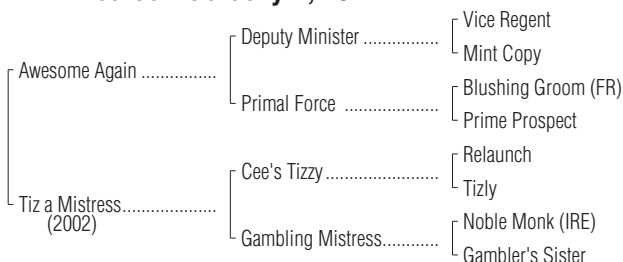 Vice Regent
Deputy Minister ..............
Mint Copy
Awesome Again ...............
Blushing Groom (FR)
Primal Force ..................
Prime Prospect
Relaunch
Cee's Tizzy.....................
Tizly
Tiz a Mistress...................
(2002)
Noble Monk (IRE)
Gambling Mistress...........
Gambler's Sister